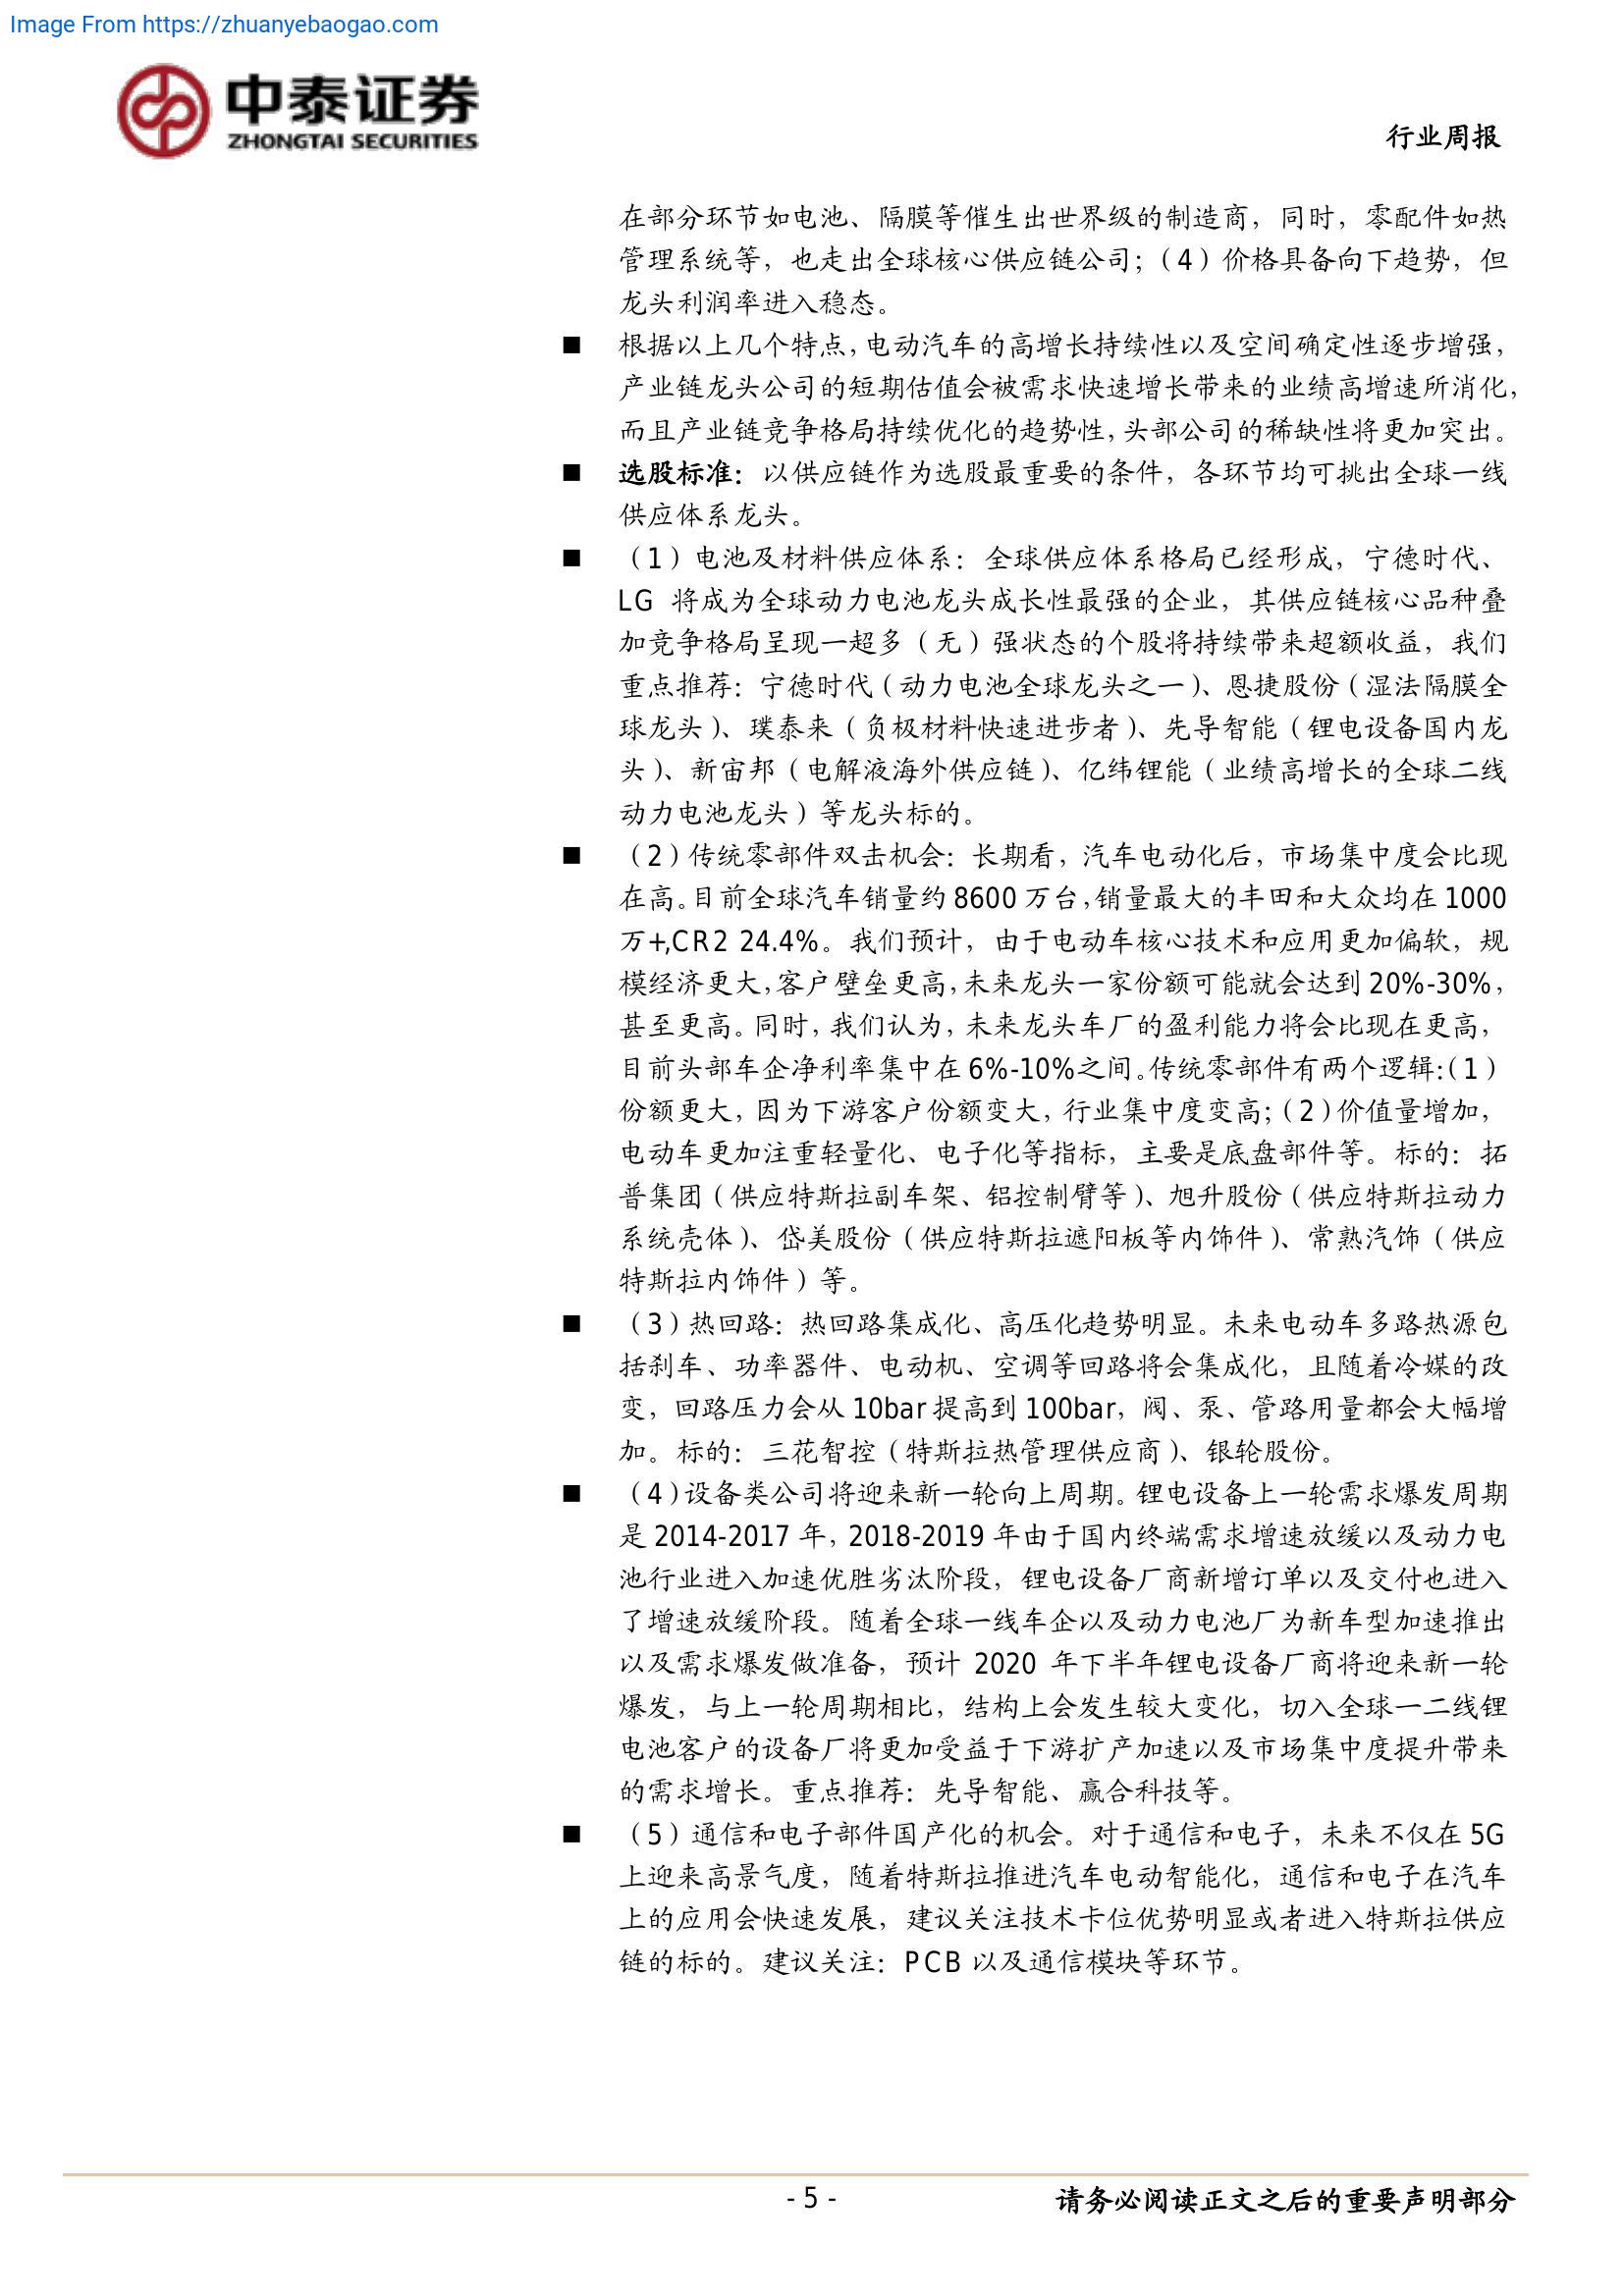 Image From https://zhuanyebaogao.com
中泰证券
ZHONGTAI SECURITIES
行业周报
在部分环节如电池、隔膜等催生出世界级的制造商，同时，零配件如热
管理系统等，也走出全球核心供应链公司；（4）价格具备向下趋势，但
龙头利润率进入稳态。
■ 根据以上几个特点，电动汽车的高增长持续性以及空间确定性逐步增强，
产业链龙头公司的短期估值会被需求快速增长带来的业绩高增速所消化，
而且产业链竞争格局持续优化的趋势性，头部公司的稀缺性将更加突出。
■ 选股标准：以供应链作为选股最重要的条件，各环节均可挑出全球一线
供应体系龙头。
■ （1）电池及材料供应体系：全球供应体系格局已经形成，宁德时代、
LG 将成为全球动力电池龙头成长性最强的企业，其供应链核心品种叠
加竞争格局呈现一超多（无）强状态的个股将持续带来超额收益，我们
重点推荐：宁德时代（动力电池全球龙头之一）、恩捷股份（湿法隔膜全
球龙头）、璞泰来（负极材料快速进步者）、先导智能（锂电设备国内龙
头）、新宙邦（电解液海外供应链）、亿纬锂能（业绩高增长的全球二线
动力电池龙头）等龙头标的。
■ （2）传统零部件双击机会：长期看，汽车电动化后，市场集中度会比现
在高。目前全球汽车销量约 8600 万台，销量最大的丰田和大众均在 1000
万+,CR2 24.4%。我们预计，由于电动车核心技术和应用更加偏软，规
模经济更大，客户壁垒更高，未来龙头一家份额可能就会达到 20%-30%，
甚至更高。同时，我们认为，未来龙头车厂的盈利能力将会比现在更高，
目前头部车企净利率集中在 6%-10%之间。传统零部件有两个逻辑：（1）
份额更大，因为下游客户份额变大，行业集中度变高；（2）价值量增加，
电动车更加注重轻量化、电子化等指标，主要是底盘部件等。标的：拓
普集团（供应特斯拉副车架、铝控制臂等）、旭升股份（供应特斯拉动力
系统壳体）、岱美股份（供应特斯拉遮阳板等内饰件）、常熟汽饰（供应
特斯拉内饰件）等。
■ （3）热回路：热回路集成化、高压化趋势明显。未来电动车多路热源包
括刹车、功率器件、电动机、空调等回路将会集成化，且随着冷媒的改
变，回路压力会从 10bar 提高到 100bar，阀、泵、管路用量都会大幅增
加。标的：三花智控（特斯拉热管理供应商）、银轮股份。
■ （4）设备类公司将迎来新一轮向上周期。锂电设备上一轮需求爆发周期
是 2014-2017 年，2018-2019 年由于国内终端需求增速放缓以及动力电
池行业进入加速优胜劣汰阶段，锂电设备厂商新增订单以及交付也进入
了增速放缓阶段。随着全球一线车企以及动力电池厂为新车型加速推出
以及需求爆发做准备，预计 2020 年下半年锂电设备厂商将迎来新一轮
爆发，与上一轮周期相比，结构上会发生较大变化，切入全球一二线锂
电池客户的设备厂将更加受益于下游扩产加速以及市场集中度提升带来
的需求增长。重点推荐：先导智能、赢合科技等。
■ （5）通信和电子部件国产化的机会。对于通信和电子，未来不仅在 5G
上迎来高景气度，随着特斯拉推进汽车电动智能化，通信和电子在汽车
上的应用会快速发展，建议关注技术卡位优势明显或者进入特斯拉供应
链的标的。建议关注：PCB 以及通信模块等环节。
- 5 -
请务必阅读正文之后的重要声明部分